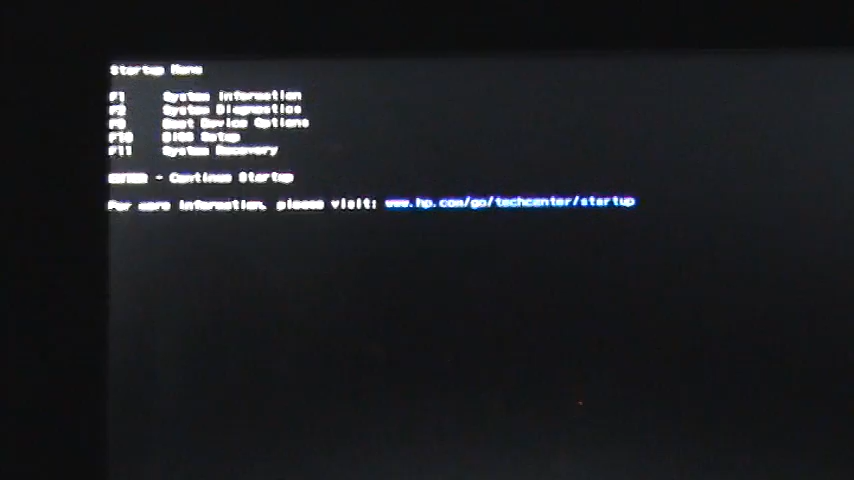 Startup Menu
F1 System Information
F2 System Diagnostics
F9 Boot Device Options
F10 BIOS Setup
F11 System Recovery
ENTER - Continue Startup
For more information, please visit: www.hp.com/go/techcenter/startup